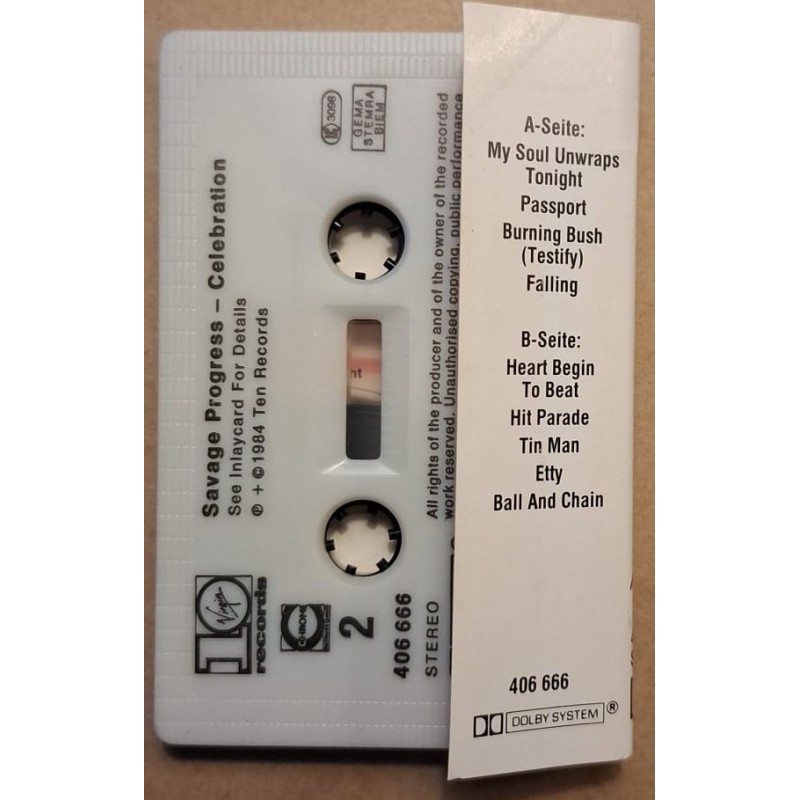 Savage Progress – Celebration
See Inlaycard For Details
℗ + © 1984 Ten Records
3096
GEMA
STEMRA
BIEM
All rights of the producer and of the owner of the recorded
work reserved. Unauthorised copying, public performance
ht
10
Virgin
records
CHROME
2
406 666
STEREO
A-Seite:
My Soul Unwraps
Tonight
Passport
Burning Bush
(Testify)
Falling
B-Seite:
Heart Begin
To Beat
Hit Parade
Tin Man
Etty
Ball And Chain
406 666
DOLBY SYSTEM ®